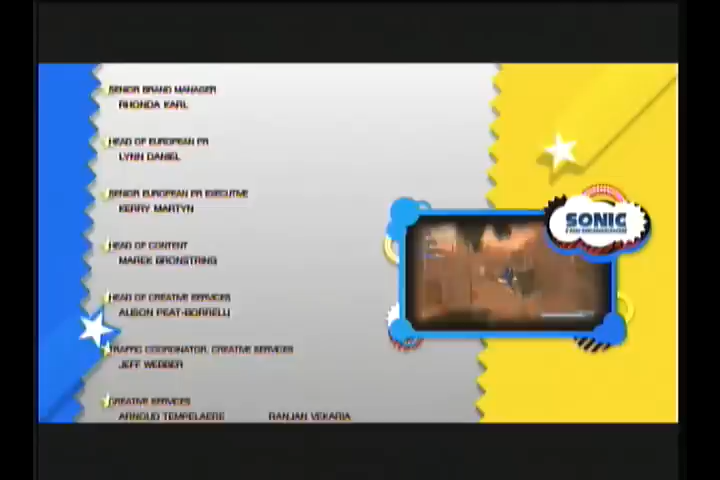 SENIOR BRAND MANAGER
RHONDA KARL
HEAD OF EUROPEAN PR
LYNN DANIEL
SENIOR EUROPEAN PR EXECUTIVE
KERRY MARTYN
HEAD OF CONTENT
MAREK BRONSTRING
HEAD OF CREATIVE SERVICES
ALISON PEAT-BORRELLI
TRAFFIC COORDINATOR, CREATIVE SERVICES
JEFF WEBBER
CREATIVE SERVICES
ARNOUD TEMPELAERE RANJAN VEKARIA
SONIC